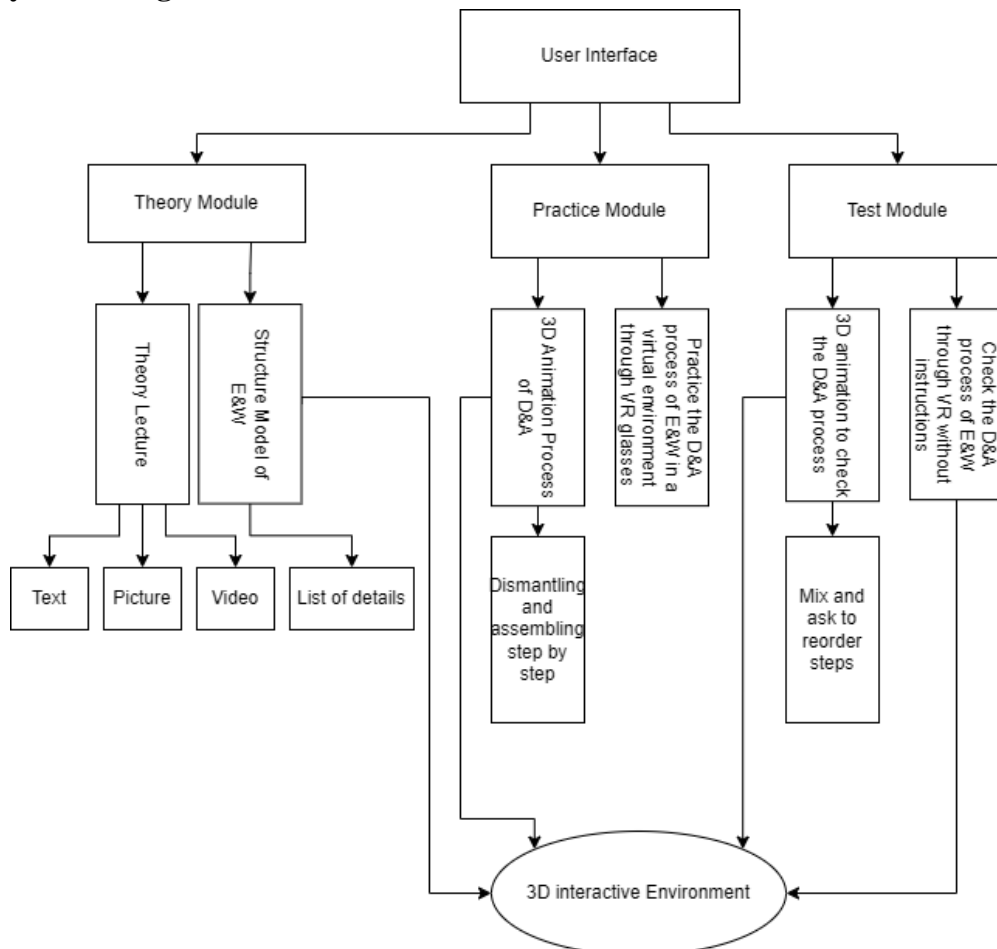 User Interface
Theory Module
Practice Module
Test Module
Theory Lecture
Structure Model of
E&W
3D Animation Process
of D&A
Practice the D&A
process of E&W in a
virtual environment
through VR glasses
3D animation to check
the D&A process
Check the D&A
process of E&W
through VR without
instructions
Text
Picture
Video
List of details
Dismantling
and
assembling
step by
step
Mix and
ask to
reorder
steps
3D interactive Environment